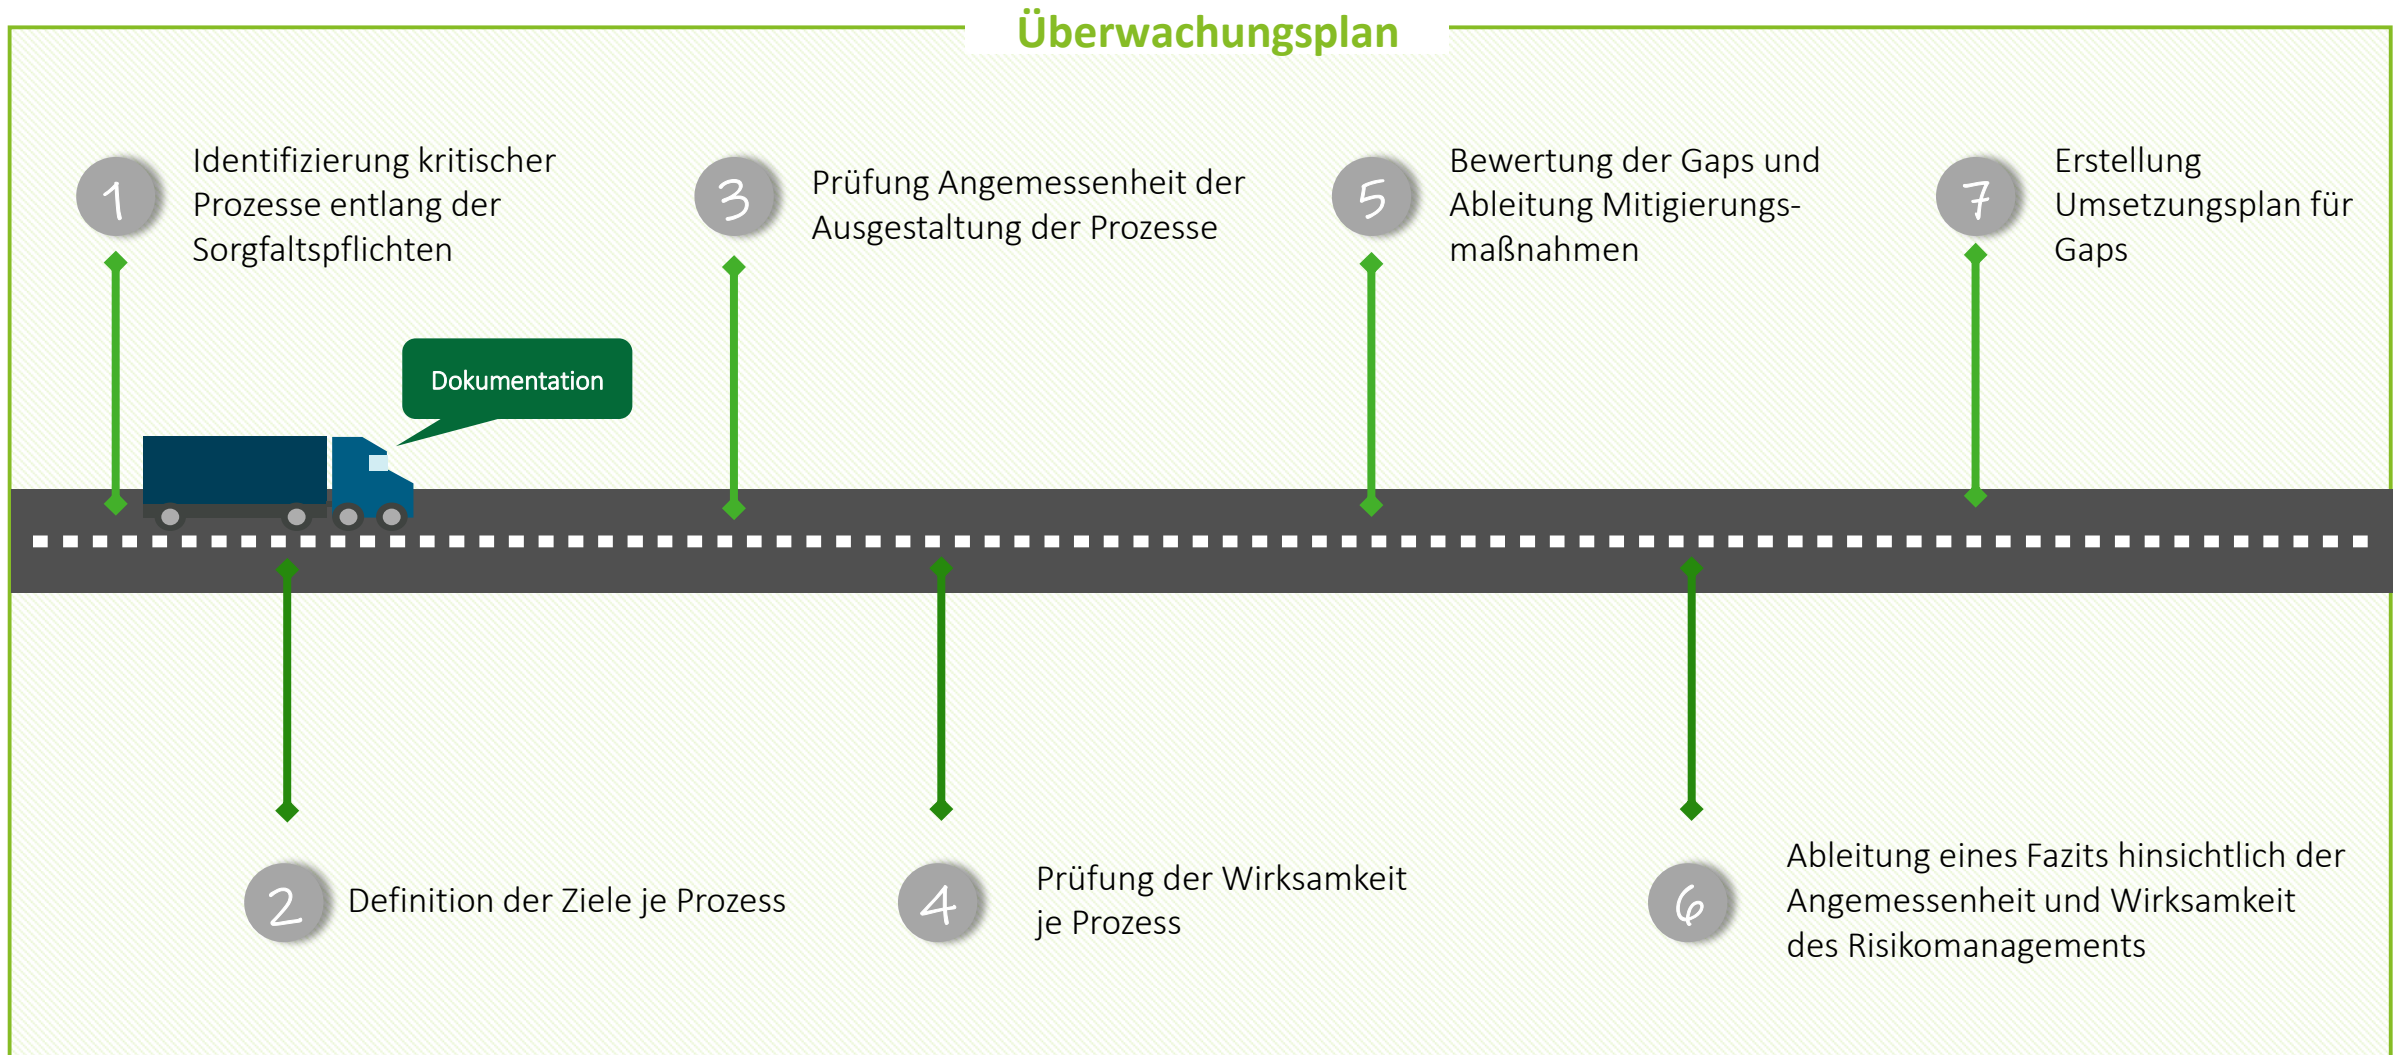 Überwachungsplan
1
Identifizierung kritischer
Prozesse entlang der
Sorgfaltspflichten
Dokumentation
2
Definition der Ziele je Prozess
3
Prüfung Angemessenheit der
Ausgestaltung der Prozesse
4
Prüfung der Wirksamkeit
je Prozess
5
Bewertung der Gaps und
Ableitung Mitigierungs-
maßnahmen
6
Ableitung eines Fazits hinsichtlich der
Angemessenheit und Wirksamkeit
des Risikomanagements
7
Erstellung
Umsetzungsplan für
Gaps